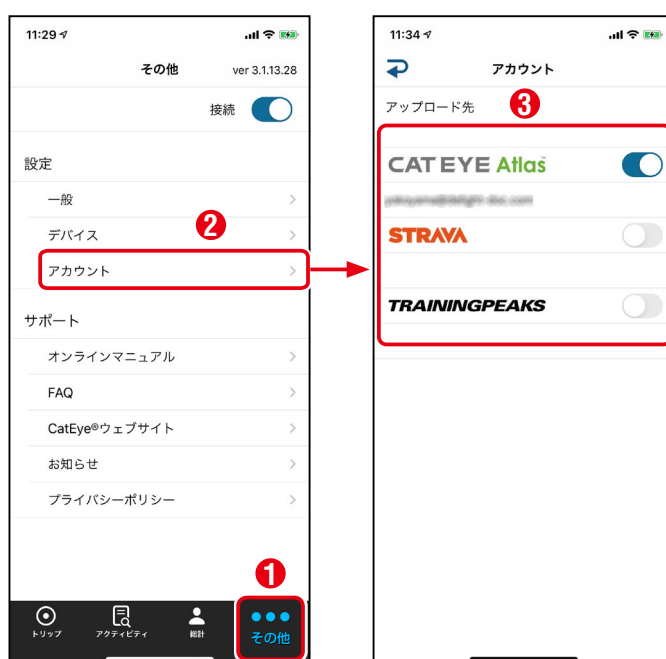 11:29
その他
ver 3.1.13.28
接続
設定
一般
デバイス
2
アカウント
サポート
オンラインマニュアル
FAQ
CatEye®ウェブサイト
お知らせ
プライバシーポリシー
1
トリップ
アクティビティ
総計
その他
11:34
アカウント
アップロード先
3
CATEYE Atlas
STRAVA
TRAININGPEAKS